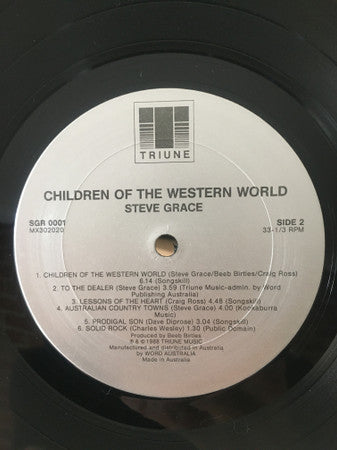 TRIUNE
CHILDREN OF THE WESTERN WORLD
STEVE GRACE
SGR 0001
MX302020
SIDE 2
33-1/3 RPM
1. CHILDREN OF THE WESTERN WORLD (Steve Grace/Beeb Birtles/Craig Ross)
6.14 (Songskill)
2. TO THE DEALER (Steve Grace) 3.59 (Triune Music-admin. by Word
Publishing Australia)
3. LESSONS OF THE HEART (Craig Ross) 4.48 (Songskill)
4. AUSTRALIAN COUNTRY TOWNS (Steve Grace) 4.00 (Kookaburra
Music)
5. PRODIGAL SON (Dave Digrose) 3.04 (Songskill)
6. SOLID ROCK (Charles Wesley) 1.30 (Public Domain)
Produced by Beeb Birtles
℗ & © 1988 TRIUNE MUSIC
Manufactured and distributed in Australia
by WORD AUSTRALIA
Made in Australia